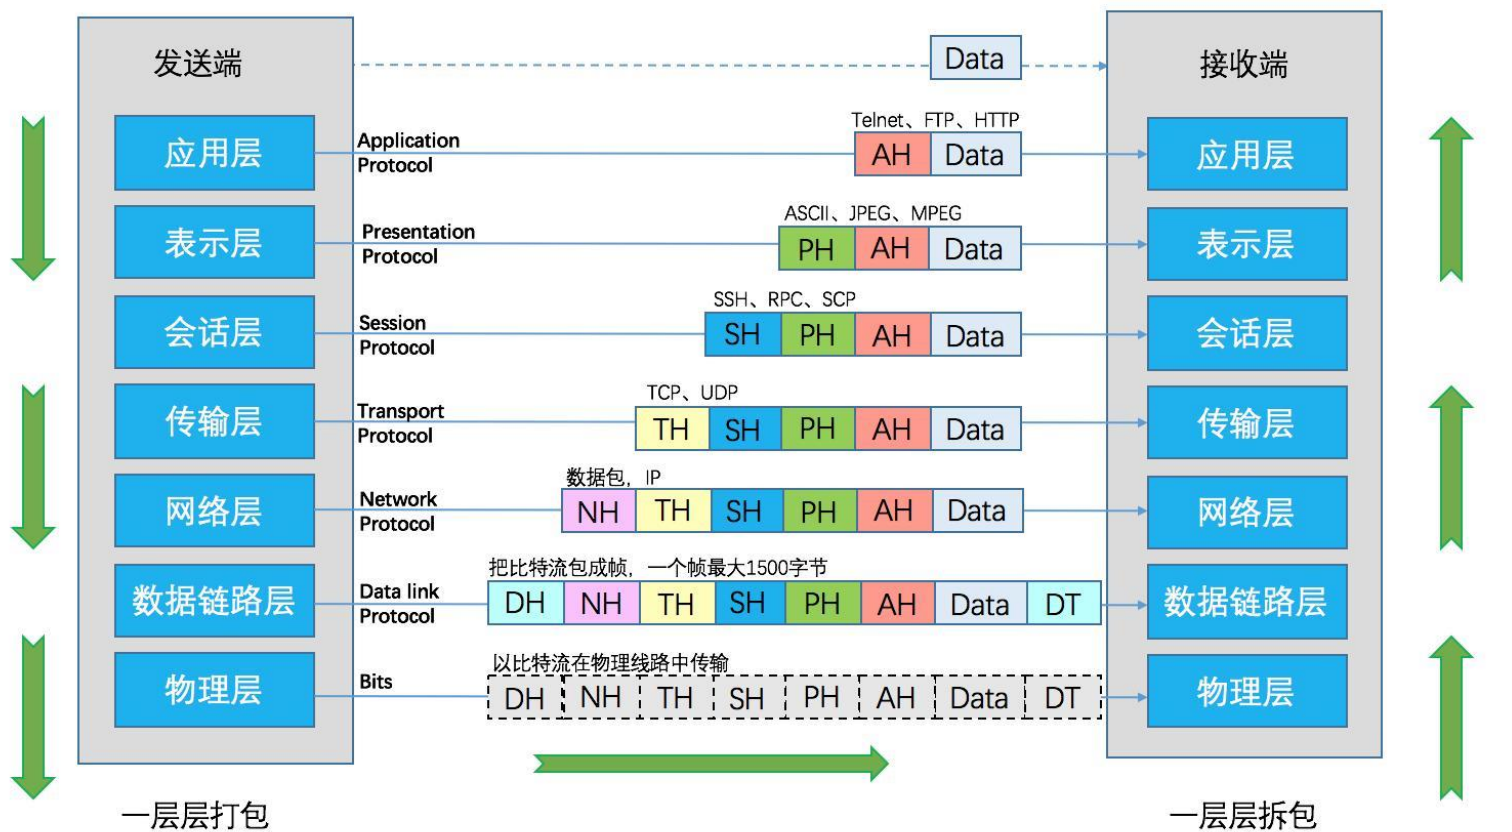 发送端
Data
接收端
Telnet、FTP、HTTP
应用层
Application
Protocol
AH Data
应用层
ASCII、JPEG、MPEG
表示层
Presentation
Protocol
PH AH Data
表示层
SSH、RPC、SCP
会话层
Session
Protocol
SH PH AH Data
会话层
TCP、UDP
传输层
Transport
Protocol
TH SH PH AH Data
传输层
数据包，IP
网络层
Network
Protocol
NH TH SH PH AH Data
网络层
把比特流包成帧，一个帧最大1500字节
数据链路层
Data link
Protocol
DH NH TH SH PH AH Data DT
数据链路层
以比特流在物理线路中传输
物理层
Bits
DH NH TH SH PH AH Data DT
物理层
一层层打包
一层层拆包